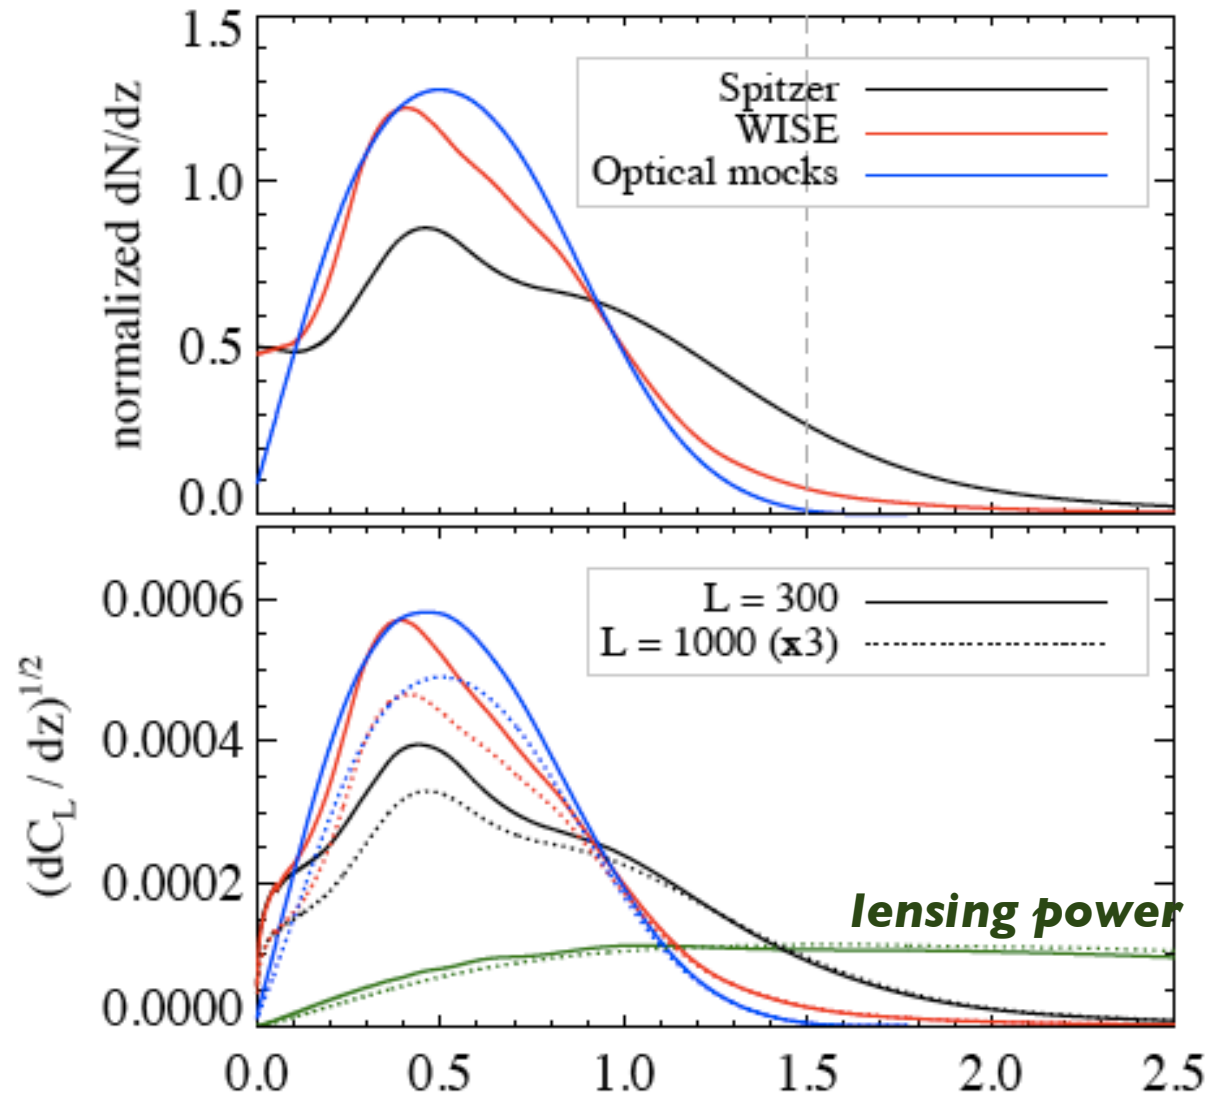 1.5
1.0
0.5
0.0
normalized dN/dz
Spitzer
WISE
Optical mocks
0.0006
0.0004
0.0002
0.0000
(dC_L / dz)^{1/2}
L = 300
L = 1000 (x3)
lensing power
0.0 0.5 1.0 1.5 2.0 2.5